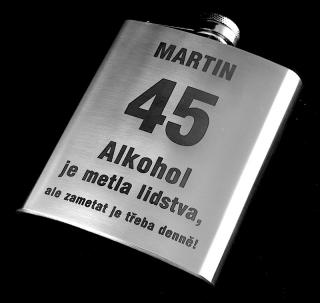 MARTIN
45
Alkohol
je metla lidstva,
ale zametat je třeba denně!